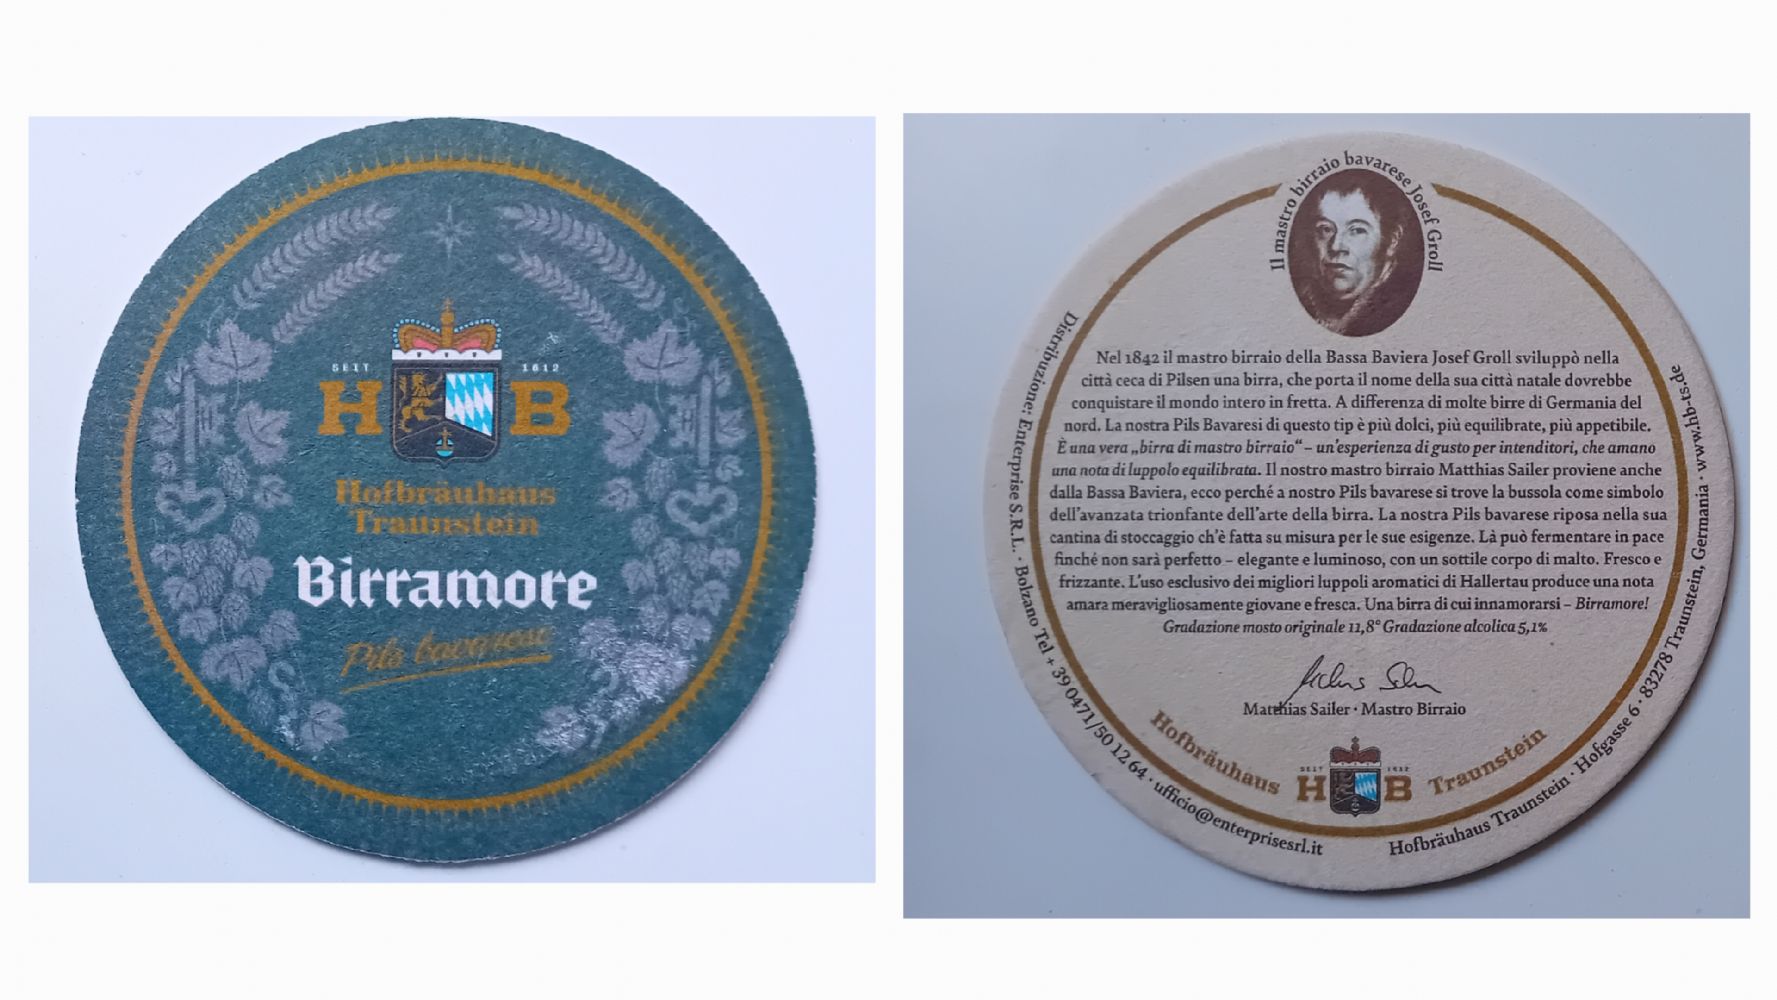 SEIT 1612
HB
Hofbräuhaus
Traunstein
Birramore
Pils bavarese
Il mastro birraio bavarese Josef Groll
Nel 1842 il mastro birraio della Bassa Baviera Josef Groll sviluppò nella
città ceca di Pilsen una birra, che porta il nome della sua città natale dovrebbe
conquistare il mondo intero in fretta. A differenza di molte birre di Germania del
nord. La nostra Pils Bavaresi di questo tip è più dolci, più equilibrate, più appetibile.
È una vera „birra di mastro birraio“ – un'esperienza di gusto per intenditori, che amano
una nota di luppolo equilibrata. Il nostro mastro birraio Matthias Sailer proviene anche
dalla Bassa Baviera, ecco perché a nostro Pils bavarese si trove la bussola come simbolo
dell'avanzata trionfante dell'arte della birra. La nostra Pils bavarese riposa nella sua
cantina di stoccaggio ch'è fatta su misura per le sue esigenze. Là può fermentare in pace
finché non sarà perfetto – elegante e luminoso, con un sottile corpo di malto. Fresco e
frizzante. L'uso esclusivo dei migliori luppoli aromatici di Hallertau produce una nota
amara meravigliosamente giovane e fresca. Una birra di cui innamorarsi – Birramore!
Gradazione mosto originale 11,8° Gradazione alcolica 5,1%
Matthias Sailer · Mastro Birraio
Hofbräuhaus HB Traunstein
SEIT 1612
Distribuzione: Enterprise S.R.L. · Bolzano Tel + 39 0471/50 12 64 · ufficio@enterprisesrl.it
Hofbräuhaus Traunstein · Hofgasse 6 · 83278 Traunstein, Germania · www.hb-ts.de